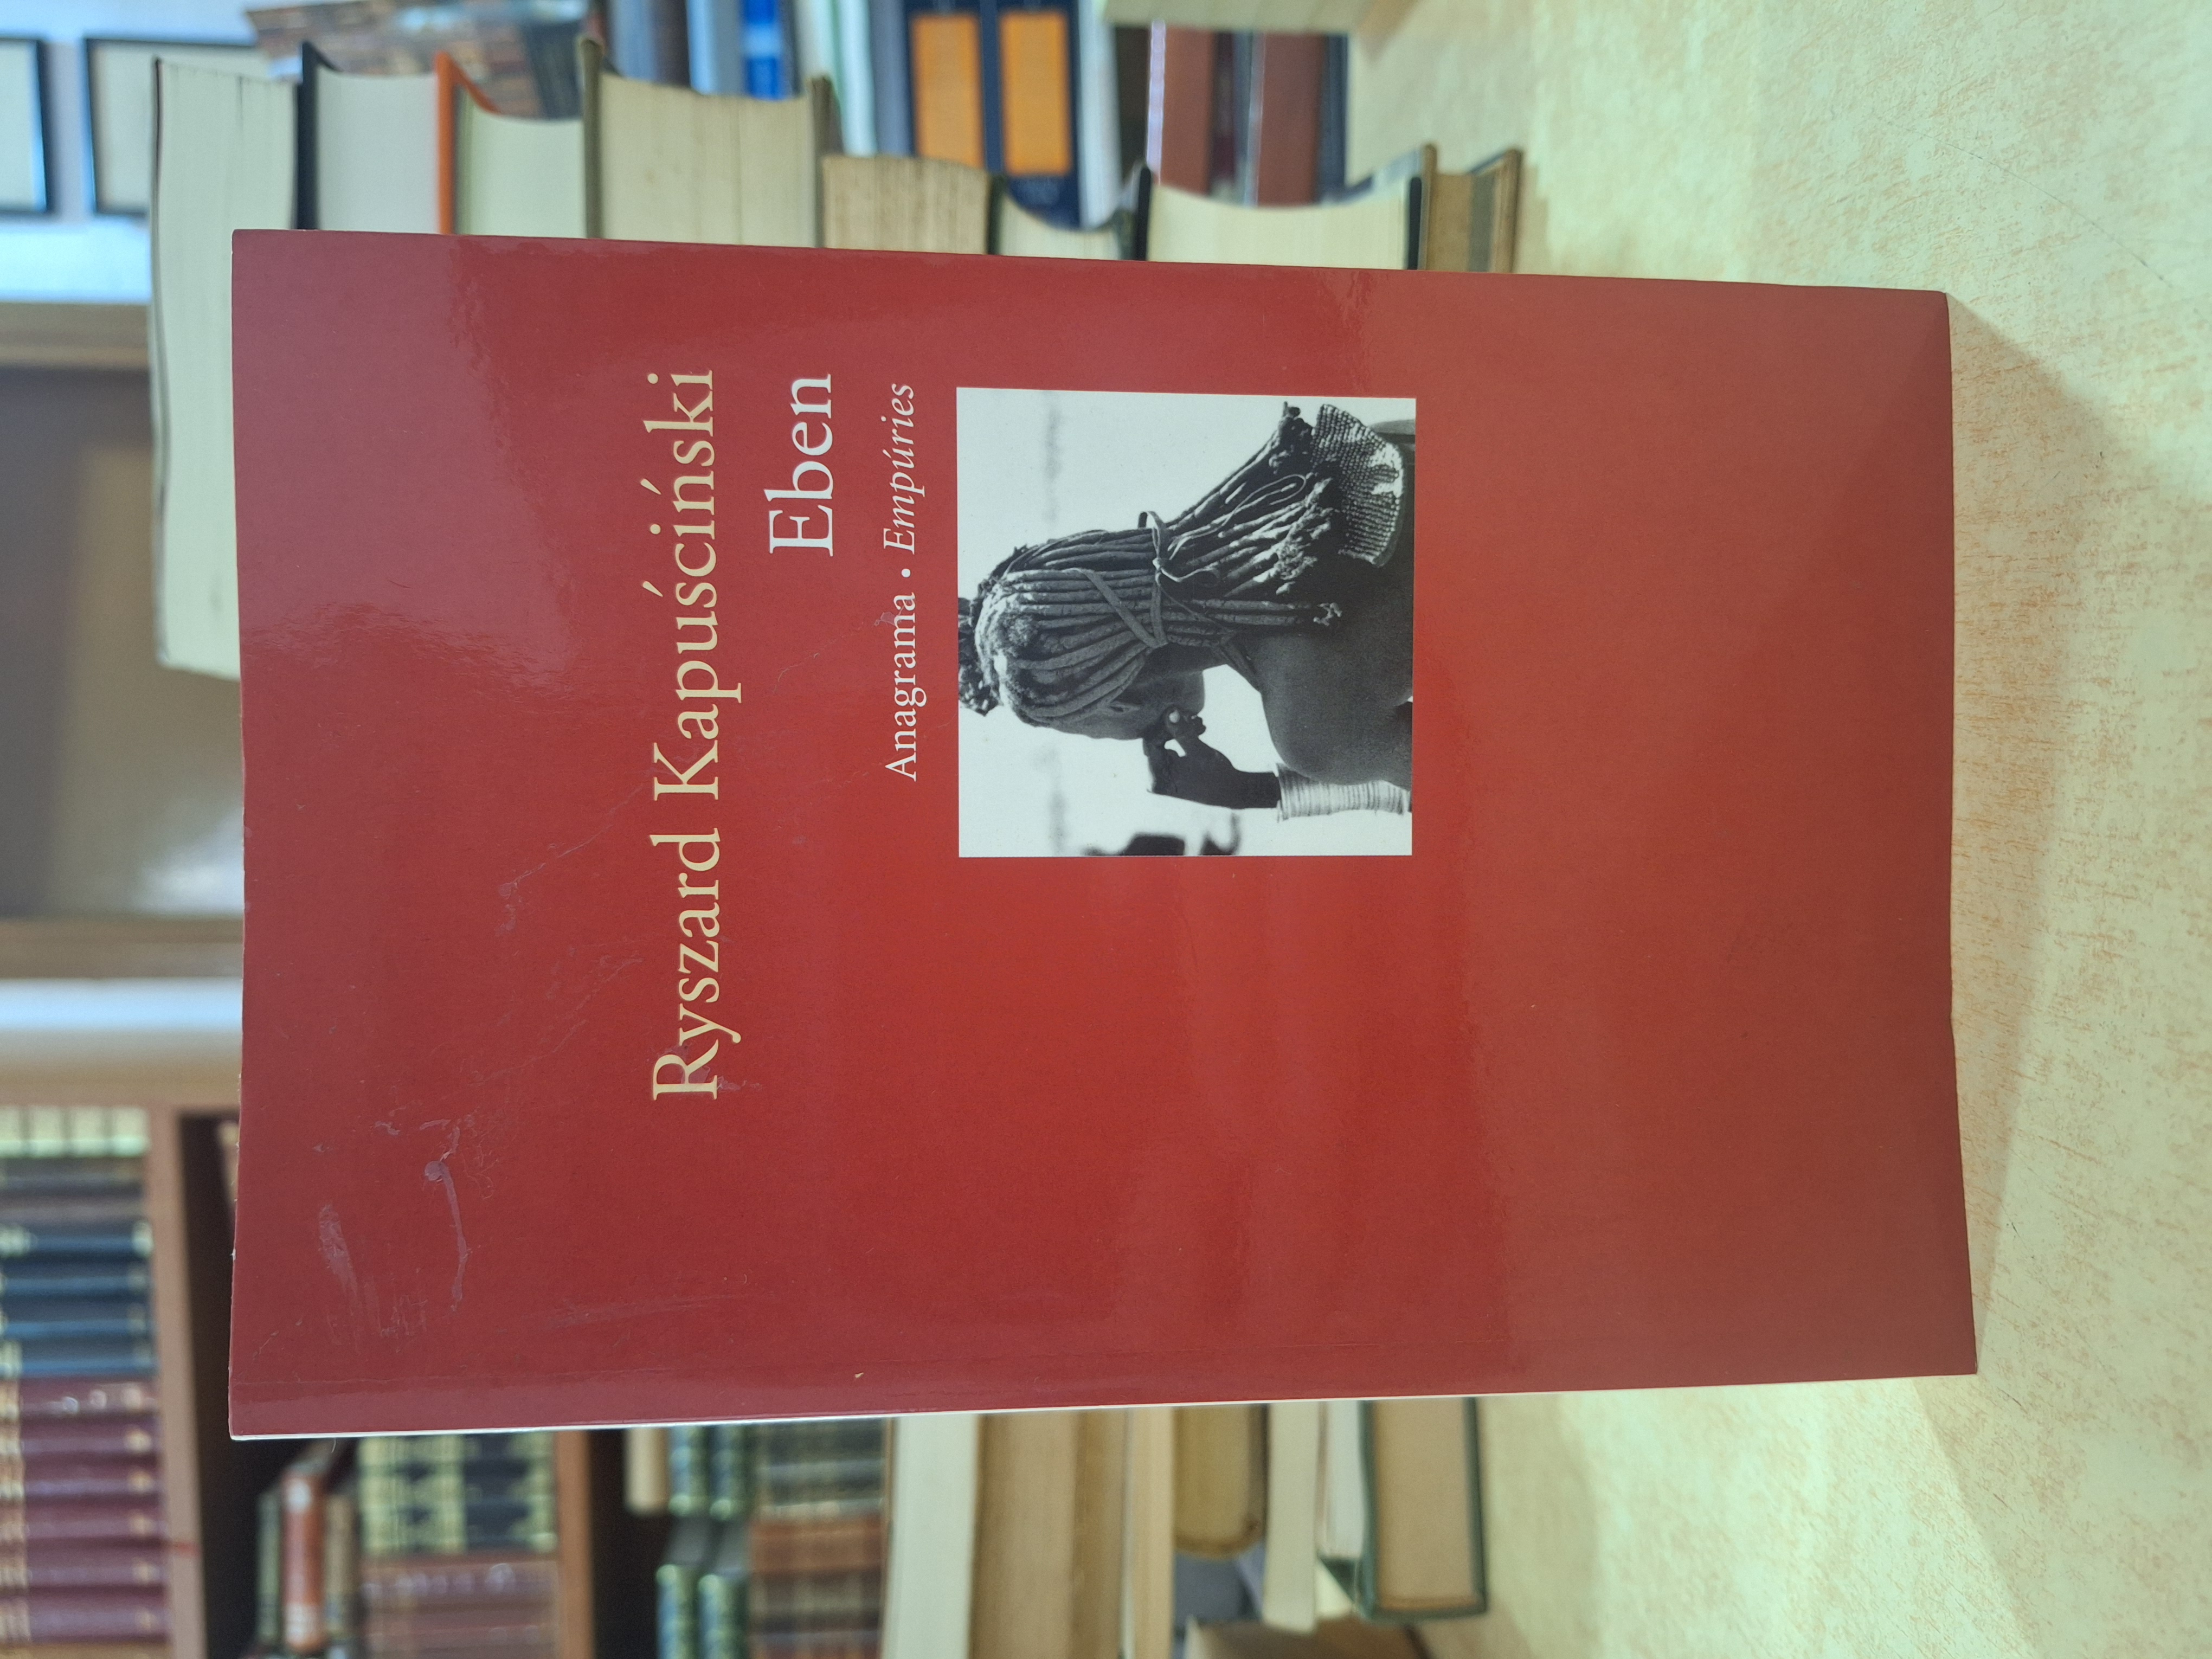 Ryszard Kapuściński
Eben
Anagrama • Empúries